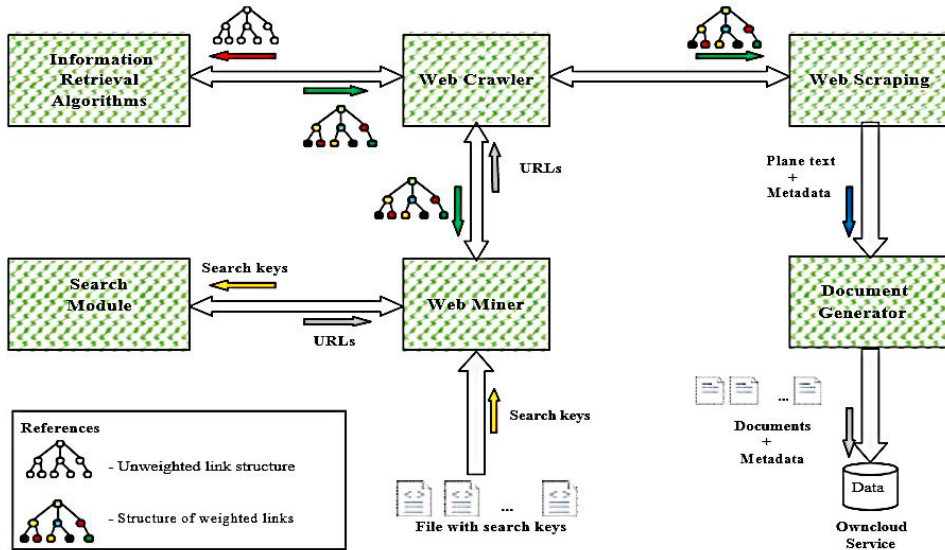 Information
Retrieval
Algorithms
Web Crawler
Web Scraping
URLs
Plane text
+
Metadata
Search keys
Search
Module
Web Miner
Document
Generator
URLs
Search keys
...
Documents
+
Metadata
References
- Unweighted link structure
- Structure of weighted links
...
File with search keys
Data
Owncloud
Service